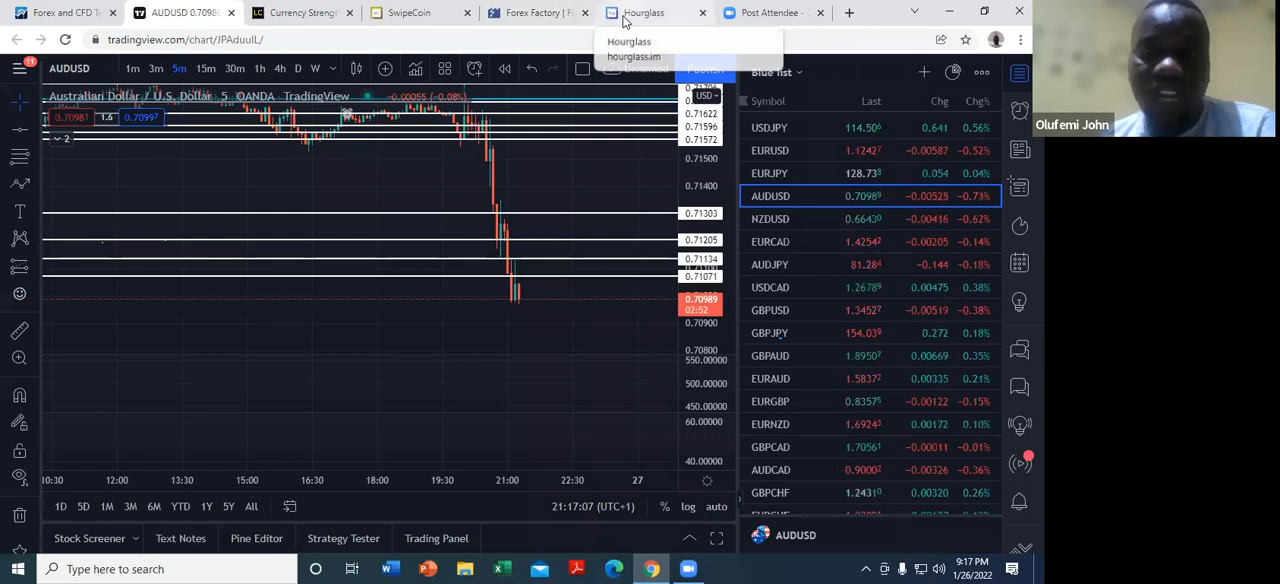 Forex and CFD T
AUDUSD 0.7098
Currency Streng
SwipeCoin
Forex Factory | F
Hourglass
Post Attendee -
tradingview.com/chart/JPAduulL/
Hourglass
hourglass.im
11
AUDUSD
1m 3m 5m 15m 30m 1h 4h D W
Publish
Australian Dollar / U.S. Dollar · 5 · OANDA · TradingView
−0.00055 (−0.08%)
0.70981 1.6 0.70997
2
USD
0.71622
0.71596
0.71572
0.71500
0.71400
0.71303
0.71205
0.71134
0.71071
0.70989
02:52
0.70900
0.70800
550.00000
500.00000
450.00000
60.00000
40.00000
10:30 12:00 13:30 15:00 16:30 18:00 19:30 21:00 22:30 27
1D 5D 1M 3M 6M YTD 1Y 5Y All
21:17:07 (UTC+1)
% log auto
Stock Screener
Text Notes
Pine Editor
Strategy Tester
Trading Panel
Blue list
Symbol Last Chg Chg%
USDJPY 114.506 0.641 0.56%
EURUSD 1.12427 −0.00587 −0.52%
EURJPY 128.738 0.054 0.04%
AUDUSD 0.70989 −0.00525 −0.73%
NZDUSD 0.66430 −0.00416 −0.62%
EURCAD 1.42542 −0.00205 −0.14%
AUDJPY 81.284 −0.144 −0.18%
USDCAD 1.26789 0.00475 0.38%
GBPUSD 1.34527 −0.00519 −0.38%
GBPJPY 154.039 0.272 0.18%
GBPAUD 1.89507 0.00669 0.35%
EURAUD 1.58372 0.00335 0.21%
EURGBP 0.83575 −0.00122 −0.15%
EURNZD 1.69243 0.00172 0.10%
GBPCAD 1.70561 −0.00011 −0.01%
AUDCAD 0.90002 −0.00326 −0.36%
GBPCHF 1.24310 0.00320 0.26%
AUDUSD
Olufemi John
Type here to search
9:17 PM
1/26/2022